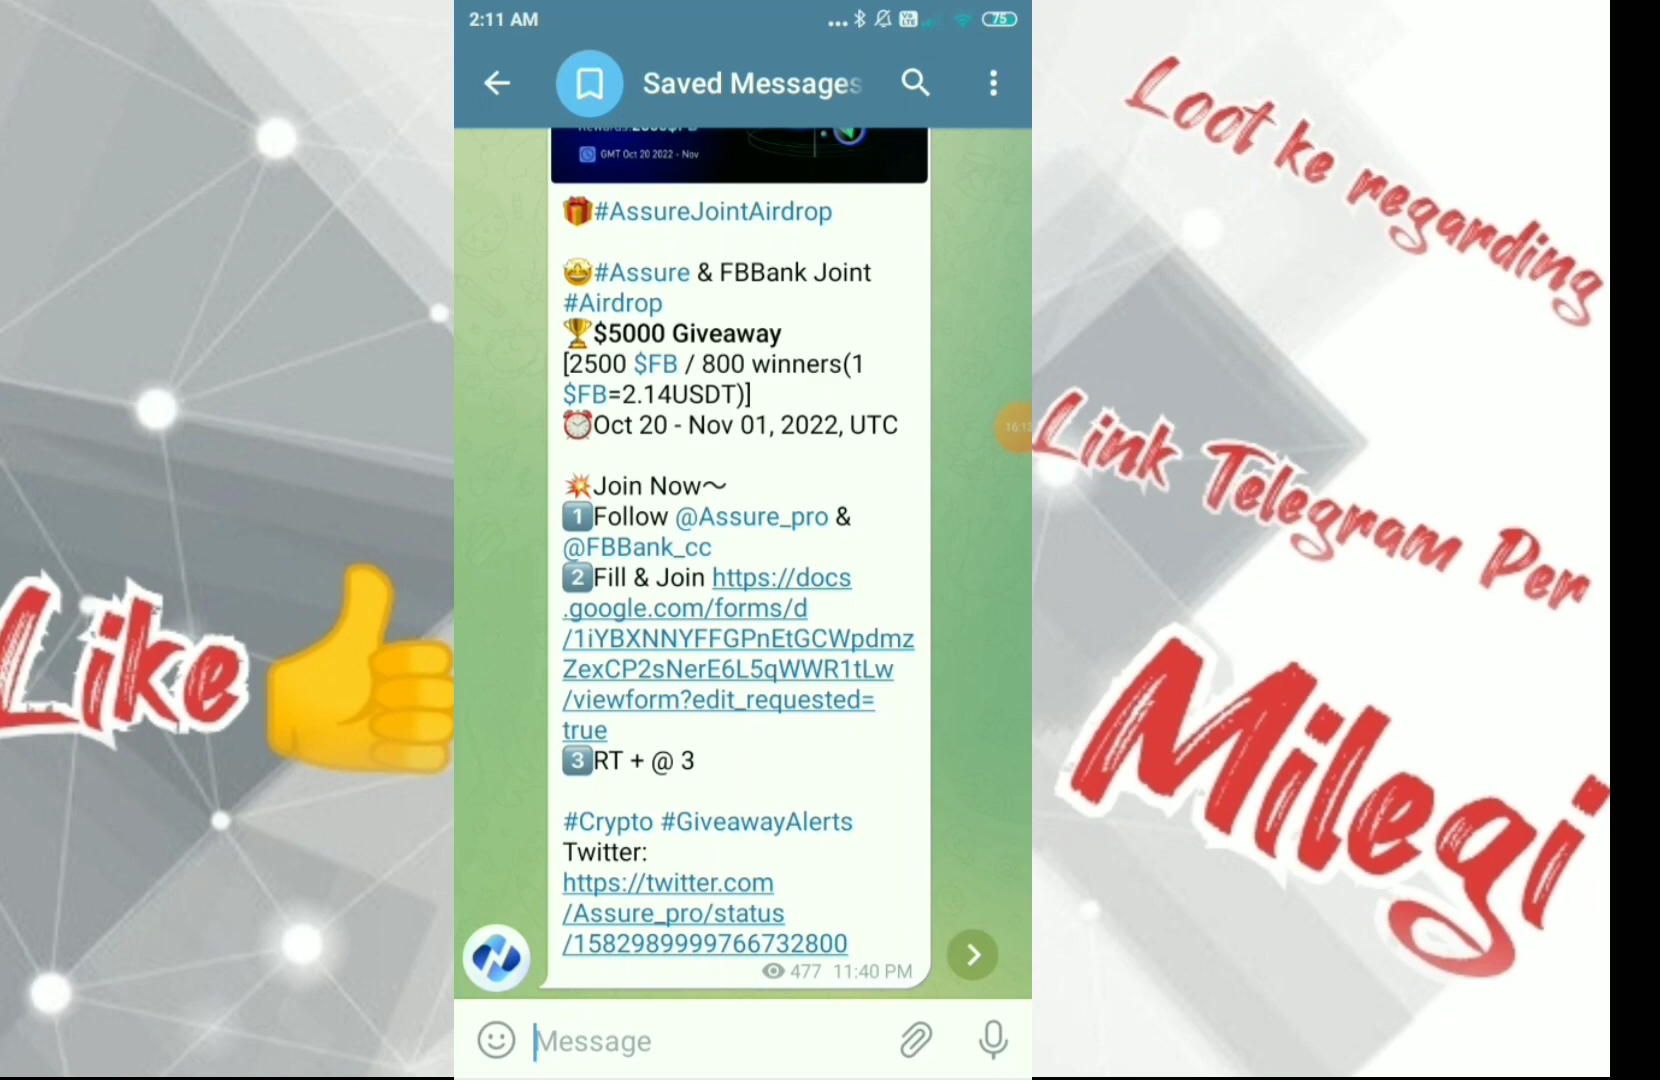 2:11 AM
75
Saved Messages
GMT Oct 20 2022 - Nov
🎁#AssureJointAirdrop
🤩#Assure & FBBank Joint
#Airdrop
🏆$5000 Giveaway
[2500 $FB / 800 winners(1
$FB=2.14USDT)]
⏰Oct 20 - Nov 01, 2022, UTC
💥Join Now～
1️⃣Follow @Assure_pro &
@FBBank_cc
2️⃣Fill & Join https://docs
.google.com/forms/d
/1iYBXNNYFFGPnEtGCWpdmz
ZexCP2sNerE6L5qWWR1tLw
/viewform?edit_requested=
true
3️⃣RT + @ 3
#Crypto #GiveawayAlerts
Twitter:
https://twitter.com
/Assure_pro/status
/1582989999766732800
477 11:40 PM
Message
Like
Loot ke regarding
Link Telegram Per
Milegi